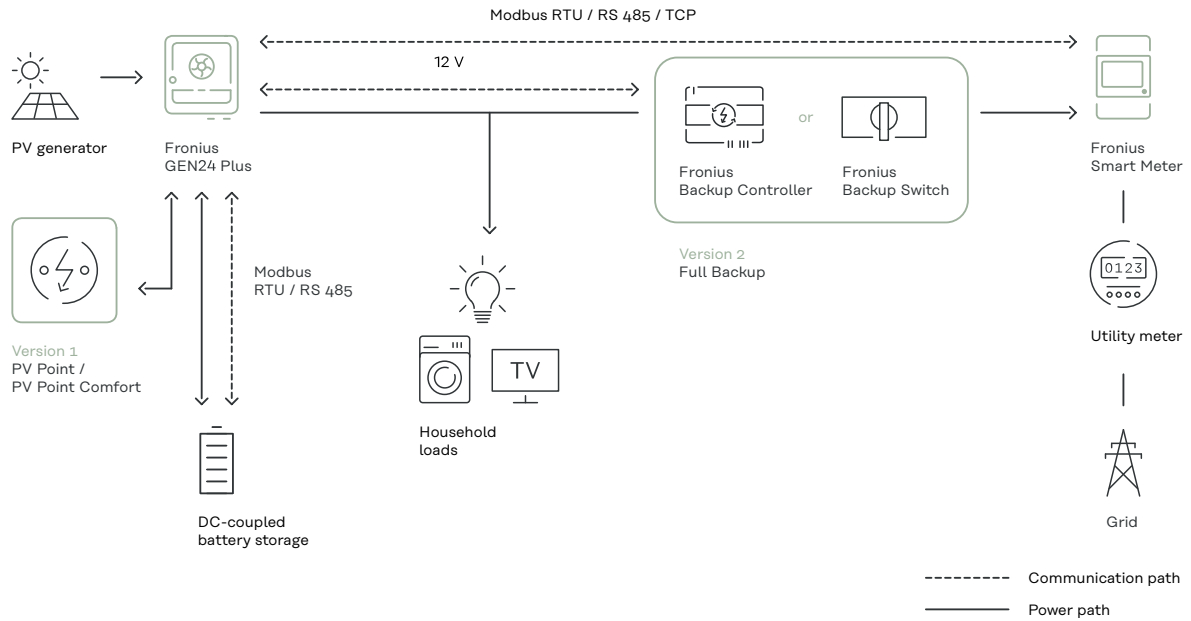 Modbus RTU / RS 485 / TCP
12 V
PV generator
Fronius
GEN24 Plus
or
Fronius
Backup Controller
Fronius
Backup Switch
Fronius
Smart Meter
Version 2
Full Backup
Modbus
RTU / RS 485
0123
Utility meter
Version 1
PV Point /
PV Point Comfort
TV
Household
loads
DC-coupled
battery storage
Grid
Communication path
Power path